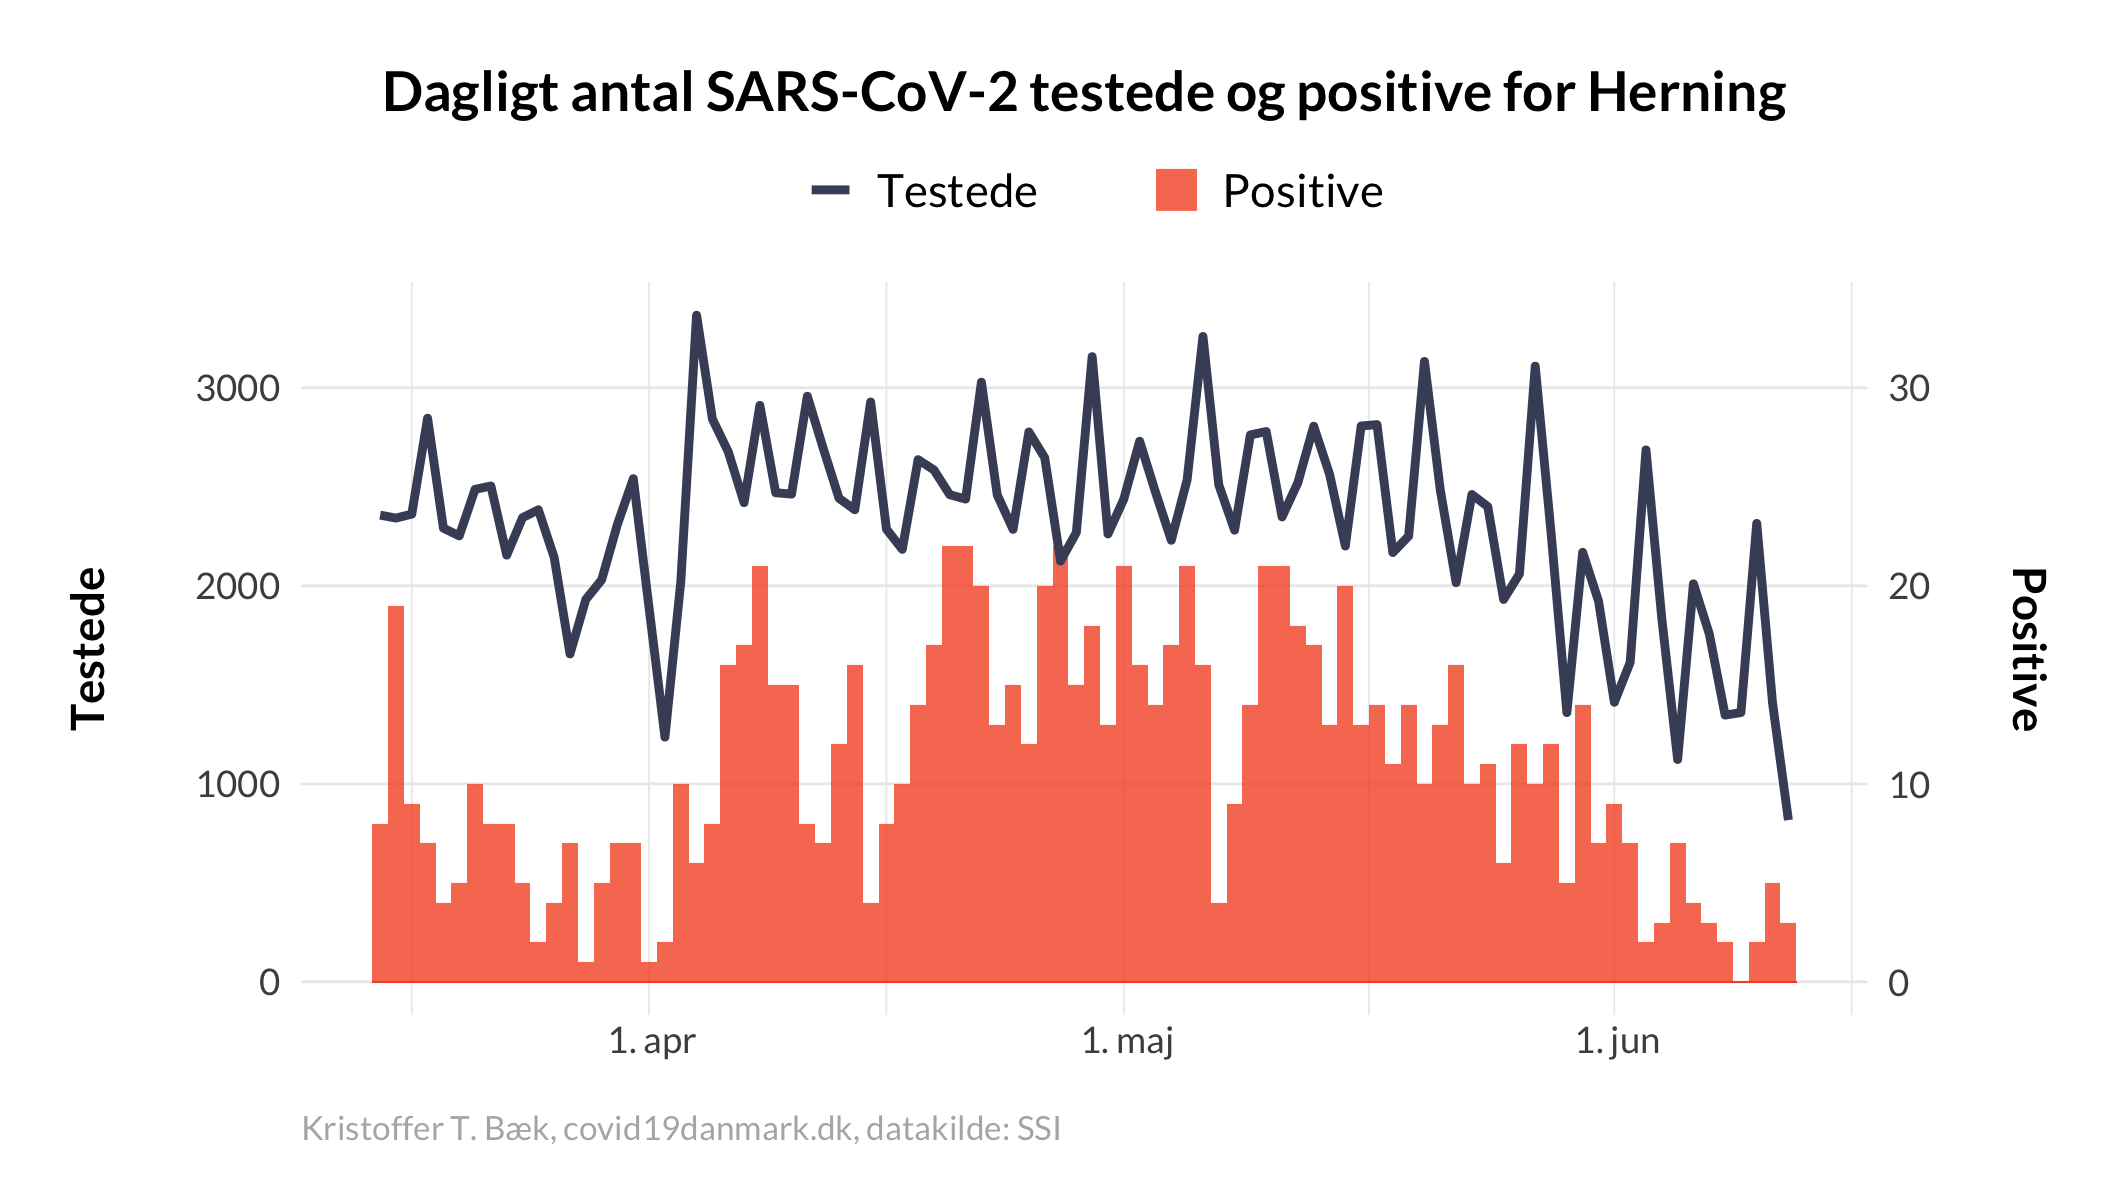 Dagligt antal SARS-CoV-2 testede og positive for Herning
Testede
Positive
3000
2000
1000
0
30
20
10
0
Testede
Positive
1. apr
1. maj
1. jun
Kristoffer T. Bæk, covid19danmark.dk, datakilde: SSI